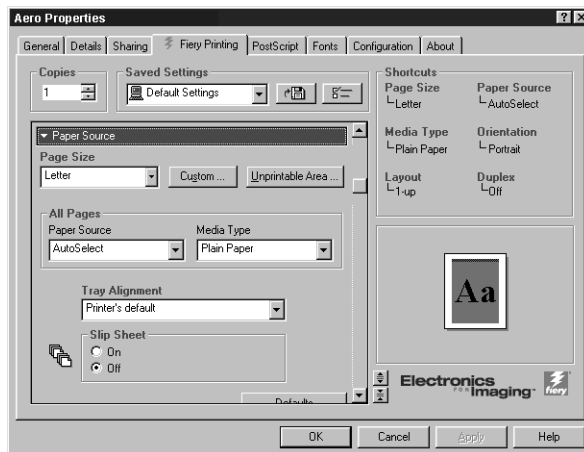 Aero Properties
General Details Sharing Fiery Printing PostScript Fonts Configuration About
Copies
1
Saved Settings
Default Settings
Paper Source
Page Size
Letter
Custom ...
Unprintable Area ...
All Pages
Paper Source
AutoSelect
Media Type
Plain Paper
Tray Alignment
Printer's default
Slip Sheet
On
Off
Defaults
Shortcuts
Page Size
Letter
Paper Source
AutoSelect
Media Type
Plain Paper
Orientation
Portrait
Layout
1-up
Duplex
Off
Aa
Electronics
FOR Imaging™
fiery
OK Cancel Apply Help